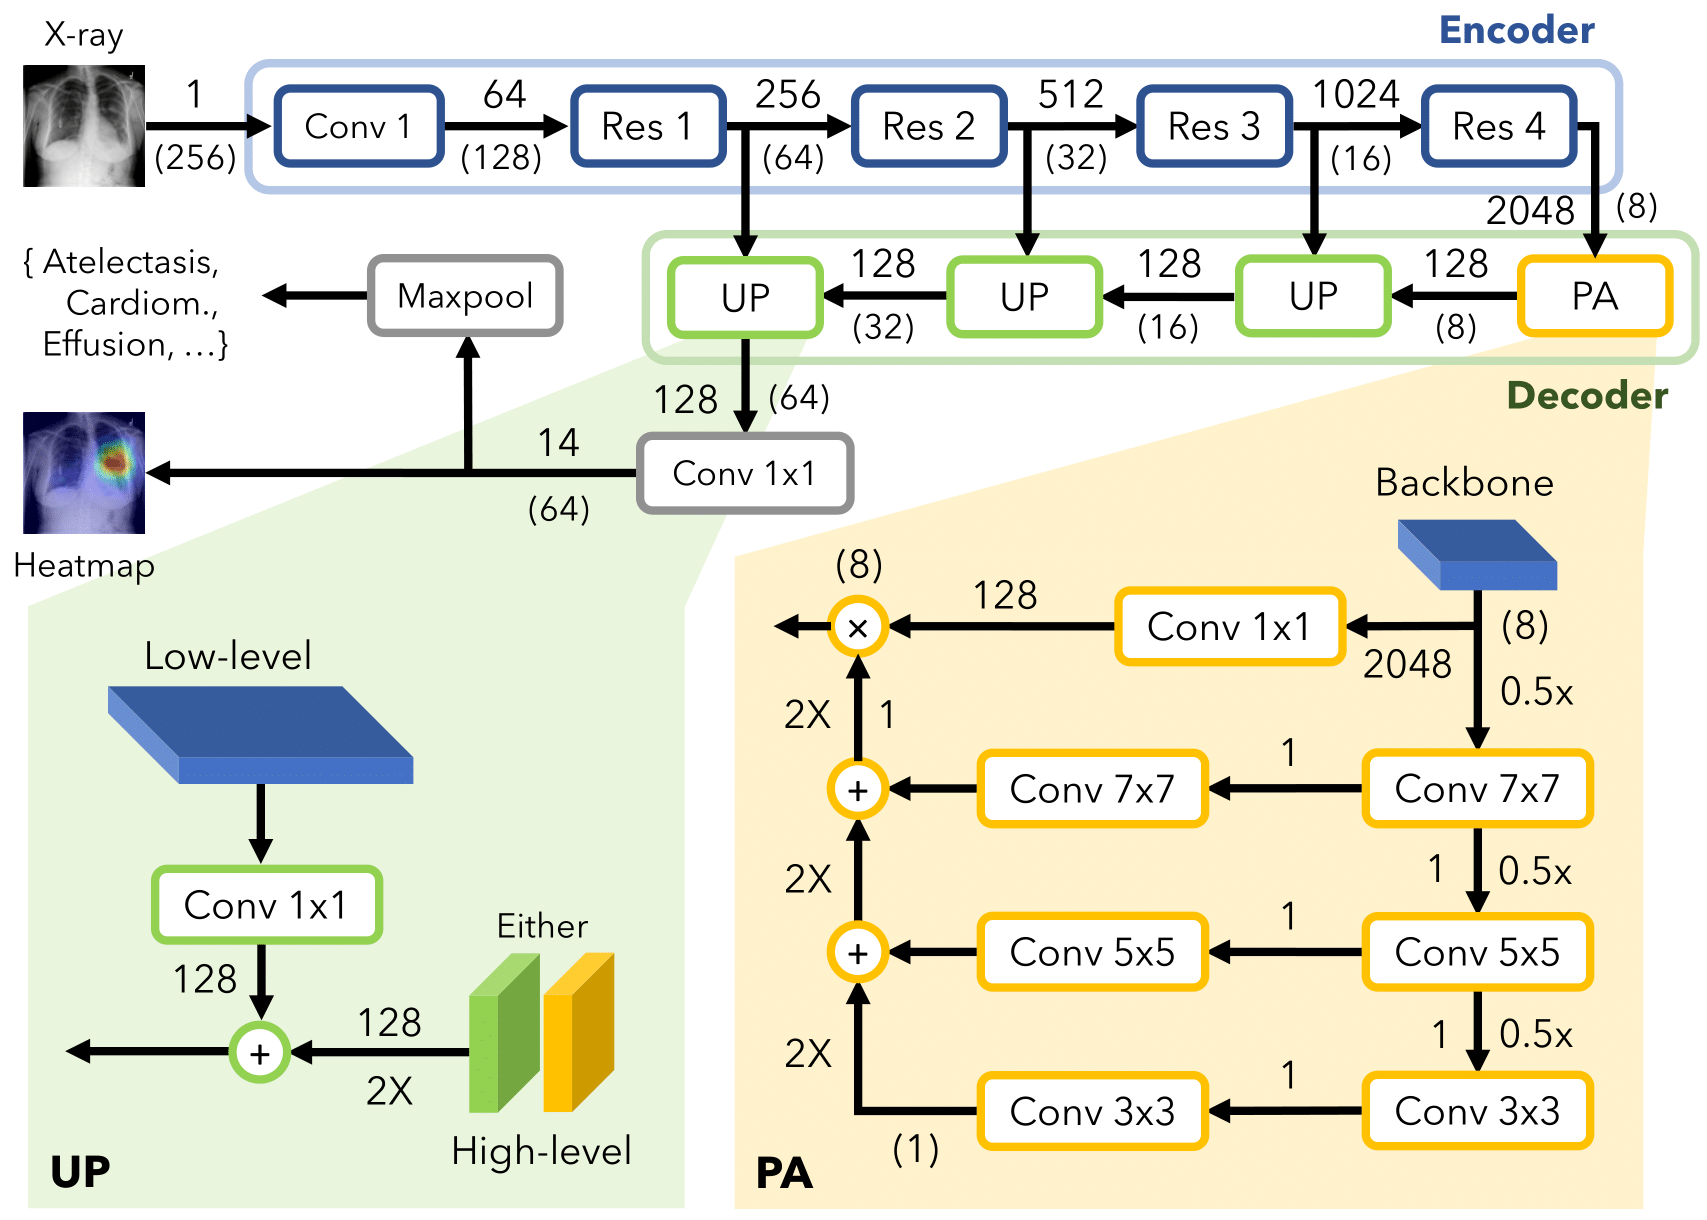 X-ray
Encoder
1
64
256
512
1024
Conv 1
Res 1
Res 2
Res 3
Res 4
(256)
(128)
(64)
(32)
(16)
2048
(8)
{ Atelectasis,
Cardiom.,
Effusion, ...}
Maxpool
UP
128
(32)
UP
128
(16)
UP
128
(8)
PA
Decoder
128
(64)
14
(64)
Conv 1x1
Heatmap
Low-level
Conv 1x1
128
Either
128
2X
High-level
UP
Backbone
(8)
128
×
Conv 1x1
(8)
2048
0.5x
2X
1
+
Conv 7x7
1
Conv 7x7
2X
1
0.5x
+
Conv 5x5
1
Conv 5x5
2X
1
0.5x
Conv 3x3
1
Conv 3x3
(1)
+
PA